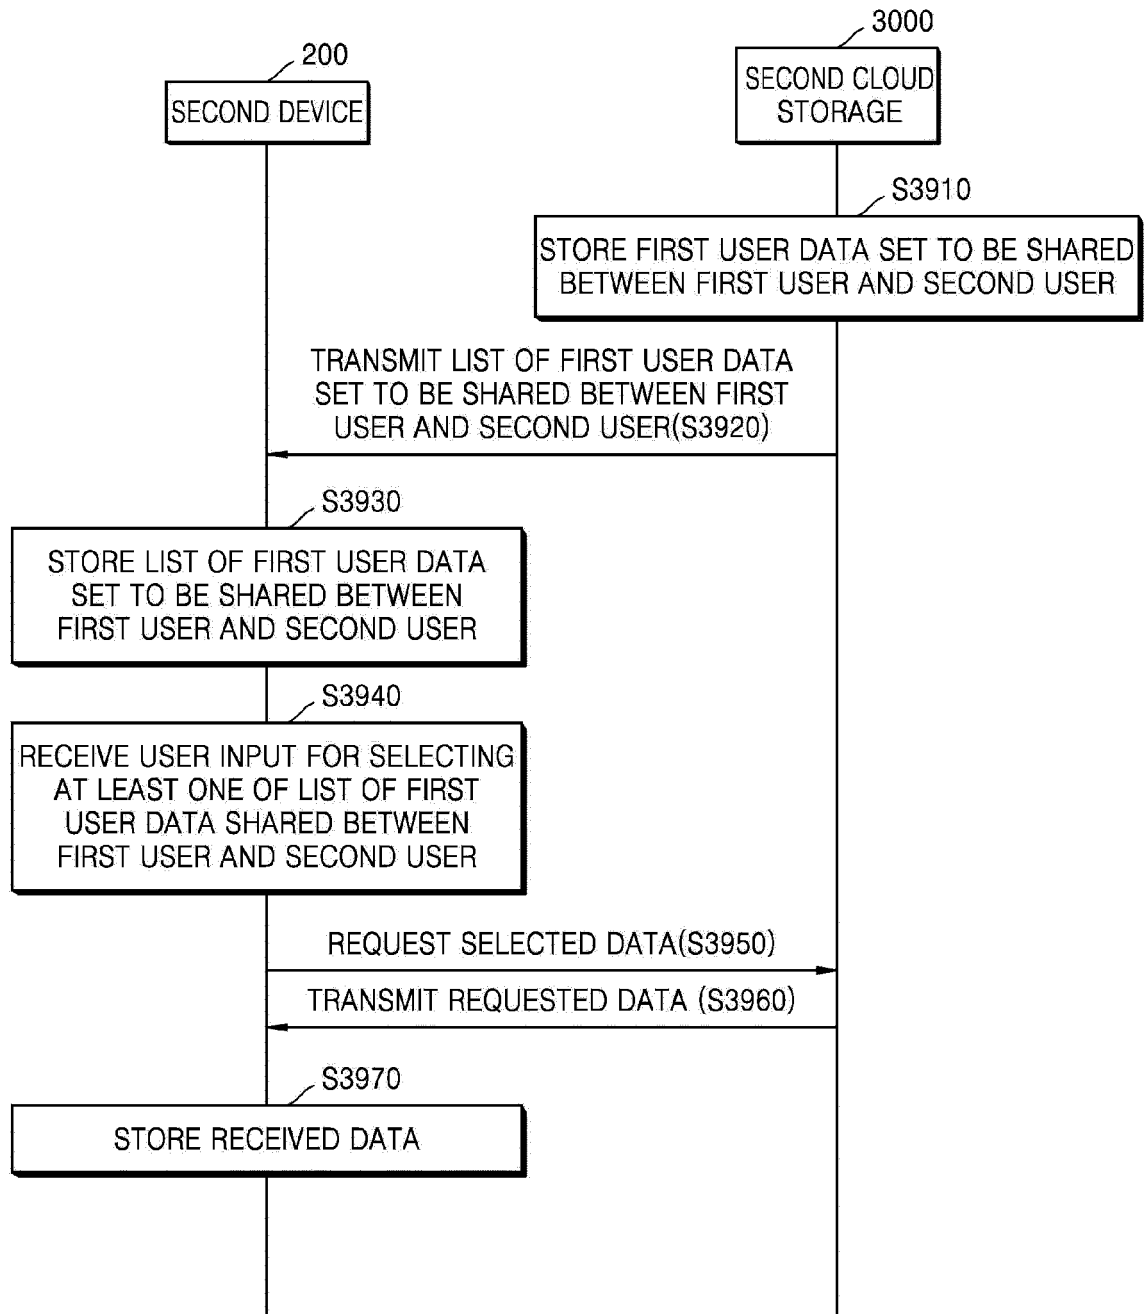 200
SECOND DEVICE
3000
SECOND CLOUD
STORAGE
S3910
STORE FIRST USER DATA SET TO BE SHARED
BETWEEN FIRST USER AND SECOND USER
TRANSMIT LIST OF FIRST USER DATA
SET TO BE SHARED BETWEEN FIRST
USER AND SECOND USER(S3920)
S3930
STORE LIST OF FIRST USER DATA
SET TO BE SHARED BETWEEN
FIRST USER AND SECOND USER
S3940
RECEIVE USER INPUT FOR SELECTING
AT LEAST ONE OF LIST OF FIRST
USER DATA SHARED BETWEEN
FIRST USER AND SECOND USER
REQUEST SELECTED DATA(S3950)
TRANSMIT REQUESTED DATA (S3960)
S3970
STORE RECEIVED DATA